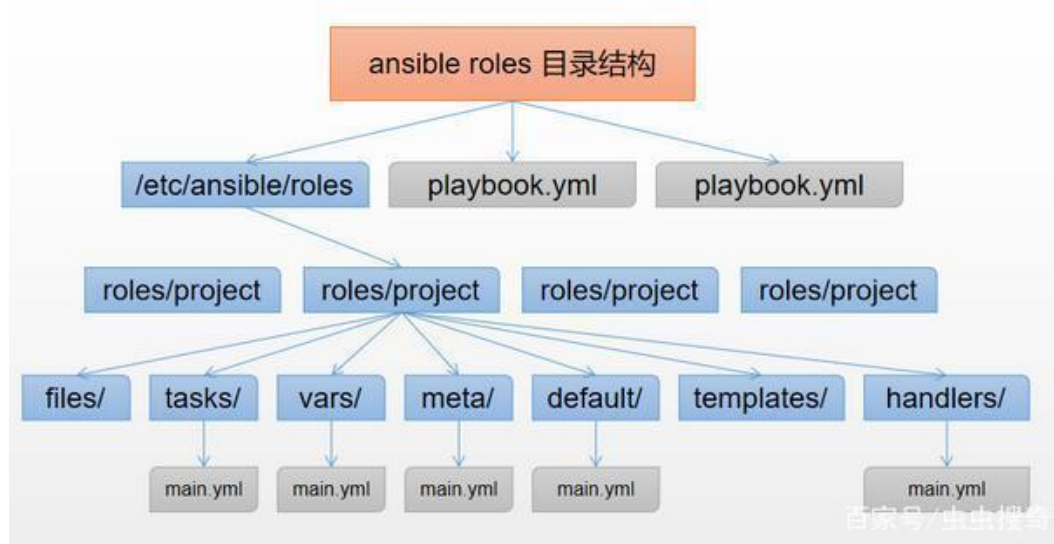 ansible roles 目录结构
/etc/ansible/roles
playbook.yml
playbook.yml
roles/project
roles/project
roles/project
roles/project
files/
tasks/
vars/
meta/
default/
templates/
handlers/
main.yml
main.yml
main.yml
main.yml
main.yml
百家号/虫虫搜奇